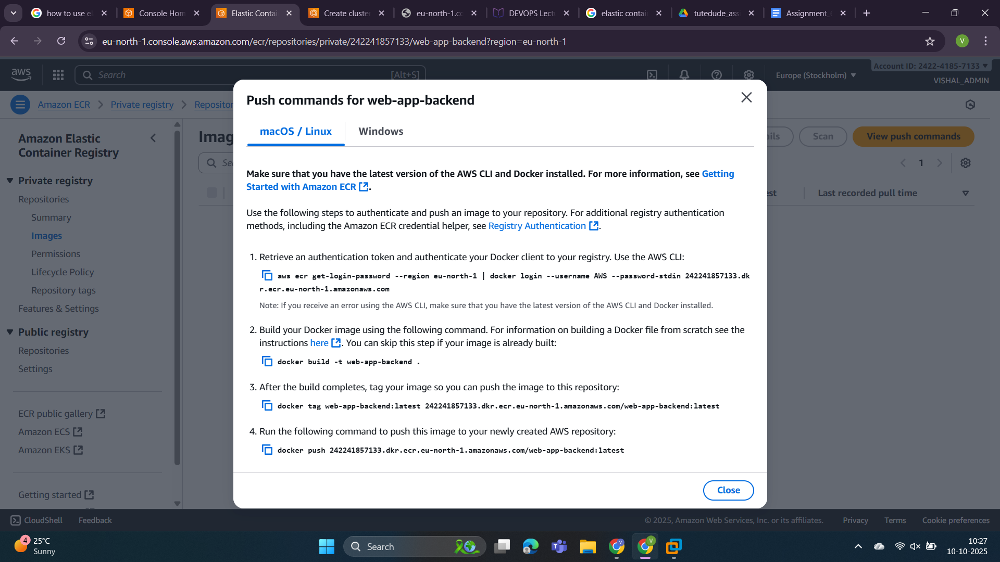 how to use el
Console Hom
Elastic Contai
Create cluster
eu-north-1.co
DEVOPS Lectu
elastic contai
tutedude_ass
Assignment_
eu-north-1.console.aws.amazon.com/ecr/repositories/private/242241857133/web-app-backend?region=eu-north-1
V
aws
Search
[Alt+S]
Europe (Stockholm)
Account ID: 2422-4185-7133
VISHAL_ADMIN
Amazon ECR
Private registry
Repositor
Amazon Elastic
Container Registry
Private registry
Repositories
Summary
Images
Permissions
Lifecycle Policy
Repository tags
Features & Settings
Public registry
Repositories
Settings
ECR public gallery
Amazon ECS
Amazon EKS
Getting started
Imag
Sea
ails
Scan
View push commands
1
est
Last recorded pull time
Push commands for web-app-backend
macOS / Linux
Windows
Make sure that you have the latest version of the AWS CLI and Docker installed. For more information, see Getting
Started with Amazon ECR.
Use the following steps to authenticate and push an image to your repository. For additional registry authentication
methods, including the Amazon ECR credential helper, see Registry Authentication.
1. Retrieve an authentication token and authenticate your Docker client to your registry. Use the AWS CLI:
aws ecr get-login-password --region eu-north-1 | docker login --username AWS --password-stdin 242241857133.dk
r.ecr.eu-north-1.amazonaws.com
Note: If you receive an error using the AWS CLI, make sure that you have the latest version of the AWS CLI and Docker installed.
2. Build your Docker image using the following command. For information on building a Docker file from scratch see the
instructions here. You can skip this step if your image is already built:
docker build -t web-app-backend .
3. After the build completes, tag your image so you can push the image to this repository:
docker tag web-app-backend:latest 242241857133.dkr.ecr.eu-north-1.amazonaws.com/web-app-backend:latest
4. Run the following command to push this image to your newly created AWS repository:
docker push 242241857133.dkr.ecr.eu-north-1.amazonaws.com/web-app-backend:latest
Close
CloudShell
Feedback
© 2025, Amazon Web Services, Inc. or its affiliates.
Privacy
Terms
Cookie preferences
4
25°C
Sunny
Search
10:27
10-10-2025